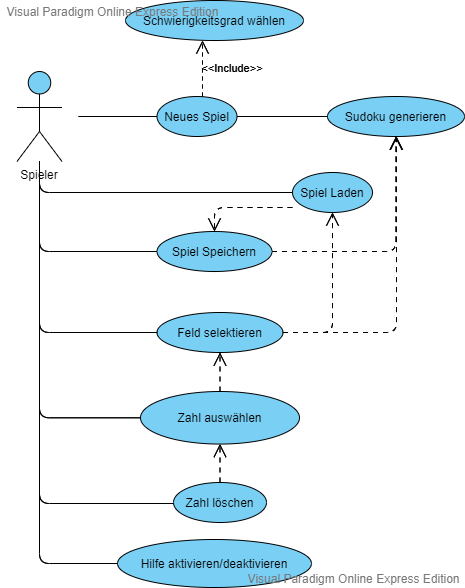 Visual Paradigm Online Express Edition
Schwierigkeitsgrad wählen
<<Include>>
Neues Spiel
Sudoku generieren
Spieler
Spiel Laden
Spiel Speichern
Feld selektieren
Zahl auswählen
Zahl löschen
Hilfe aktivieren/deaktivieren
Visual Paradigm Online Express Edition